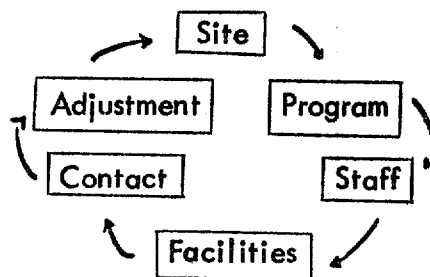 Site
Adjustment
Program
Contact
Staff
Facilities